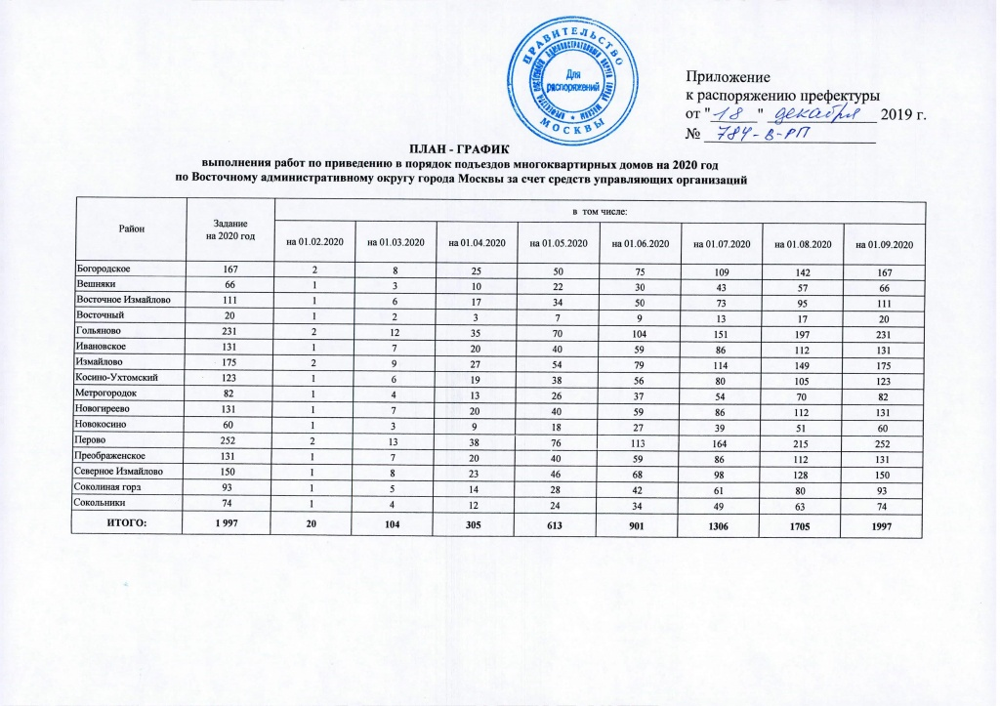 ПРАВИТЕЛЬСТВО
МОСКВЫ
Для
распоряжений
Приложение
к распоряжению префектуры
от "18" декабря 2019 г.
№ 784-В-РП
ПЛАН - ГРАФИК
выполнения работ по приведению в порядок подъездов многоквартирных домов на 2020 год
по Восточному административному округу города Москвы за счет средств управляющих организаций
Район Задание на 2020 год в том числе:
на 01.02.2020 на 01.03.2020 на 01.04.2020 на 01.05.2020 на 01.06.2020 на 01.07.2020 на 01.08.2020 на 01.09.2020
Богородское 167 2 8 25 50 75 109 142 167
Вешняки 66 1 3 10 22 30 43 57 66
Восточное Измайлово 111 1 6 17 34 50 73 95 111
Восточный 20 1 2 3 7 9 13 17 20
Гольяново 231 2 12 35 70 104 151 197 231
Ивановское 131 1 7 20 40 59 86 112 131
Измайлово 175 2 9 27 54 79 114 149 175
Косино-Ухтомский 123 1 6 19 38 56 80 105 123
Метрогородок 82 1 4 13 26 37 54 70 82
Новогиреево 131 1 7 20 40 59 86 112 131
Новокосино 60 1 3 9 18 27 39 51 60
Перово 252 2 13 38 76 113 164 215 252
Преображенское 131 1 7 20 40 59 86 112 131
Северное Измайлово 150 1 8 23 46 68 98 128 150
Соколиная гора 93 1 5 14 28 42 61 80 93
Сокольники 74 1 4 12 24 34 49 63 74
ИТОГО: 1 997 20 104 305 613 901 1306 1705 1997